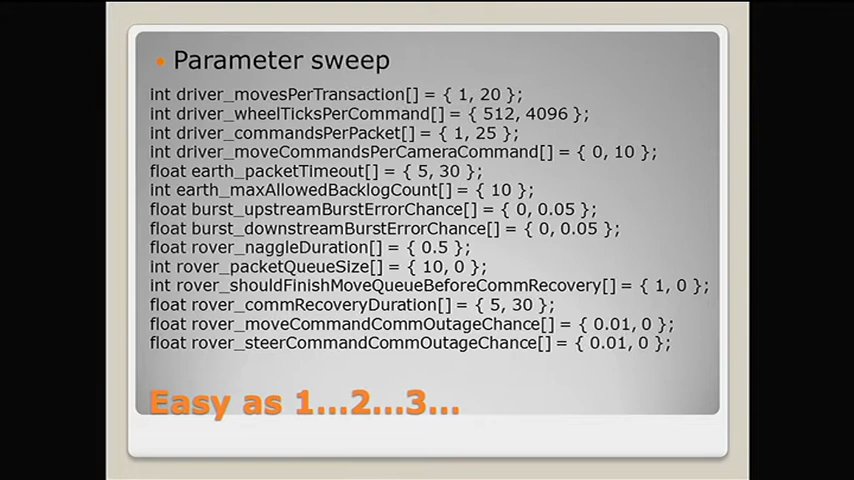 • Parameter sweep
int driver_movesPerTransaction[] = { 1, 20 };
int driver_wheelTicksPerCommand[] = { 512, 4096 };
int driver_commandsPerPacket[] = { 1, 25 };
int driver_moveCommandsPerCameraCommand[] = { 0, 10 };
float earth_packetTimeout[] = { 5, 30 };
int earth_maxAllowedBacklogCount[] = { 10 };
float burst_upstreamBurstErrorChance[] = { 0, 0.05 };
float burst_downstreamBurstErrorChance[] = { 0, 0.05 };
float rover_naggleDuration[] = { 0.5 };
int rover_packetQueueSize[] = { 10, 0 };
int rover_shouldFinishMoveQueueBeforeCommRecovery[] = { 1, 0 };
float rover_commRecoveryDuration[] = { 5, 30 };
float rover_moveCommandCommOutageChance[] = { 0.01, 0 };
float rover_steerCommandCommOutageChance[] = { 0.01, 0 };
Easy as 1...2...3...